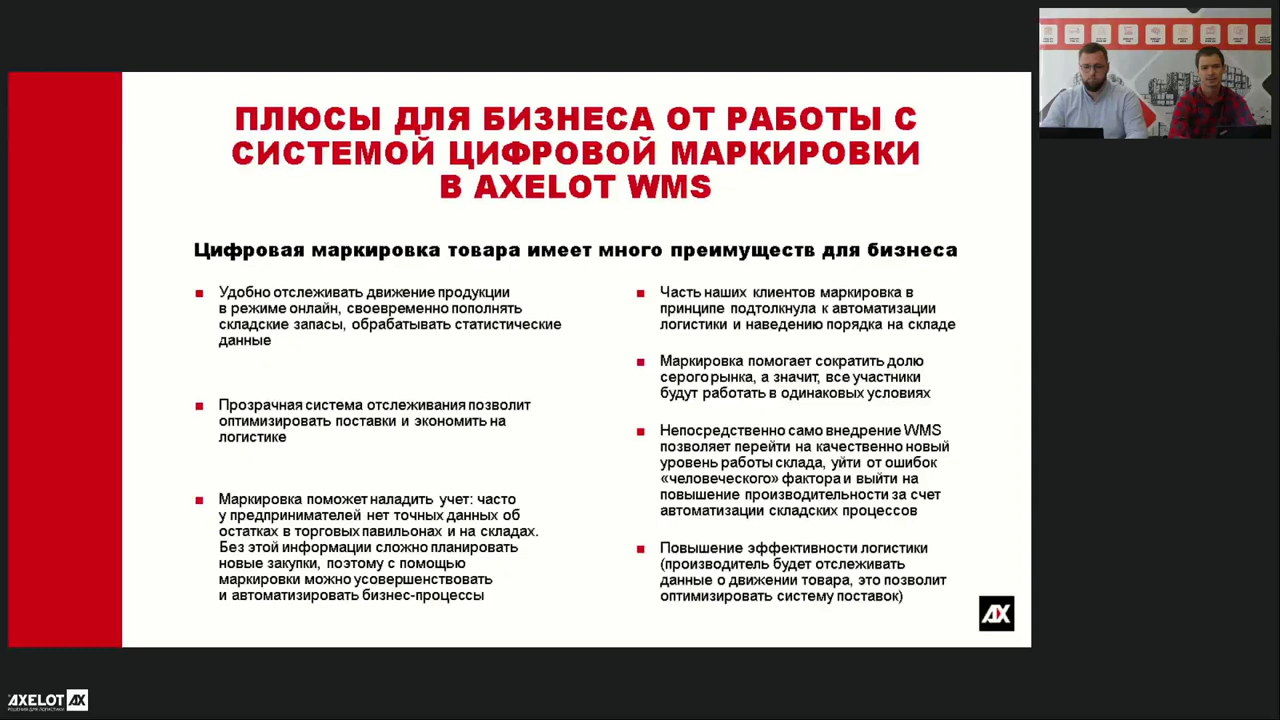 ПЛЮСЫ ДЛЯ БИЗНЕСА ОТ РАБОТЫ С
СИСТЕМОЙ ЦИФРОВОЙ МАРКИРОВКИ
В AXELOT WMS
Цифровая маркировка товара имеет много преимуществ для бизнеса
Удобно отслеживать движение продукции
в режиме онлайн, своевременно пополнять
складские запасы, обрабатывать статистические
данные
Прозрачная система отслеживания позволит
оптимизировать поставки и экономить на
логистике
Маркировка поможет наладить учет: часто
у предпринимателей нет точных данных об
остатках в торговых павильонах и на складах.
Без этой информации сложно планировать
новые закупки, поэтому с помощью
маркировки можно усовершенствовать
и автоматизировать бизнес-процессы
Часть наших клиентов маркировка в
принципе подтолкнула к автоматизации
логистики и наведению порядка на складе
Маркировка помогает сократить долю
серого рынка, а значит, все участники
будут работать в одинаковых условиях
Непосредственно само внедрение WMS
позволяет перейти на качественно новый
уровень работы склада, уйти от ошибок
«человеческого» фактора и выйти на
повышение производительности за счет
автоматизации складских процессов
Повышение эффективности логистики
(производитель будет отслеживать
данные о движении товара, это позволит
оптимизировать систему поставок)
AX
AXELOT AX
РЕШЕНИЯ ДЛЯ ЛОГИСТИКИ